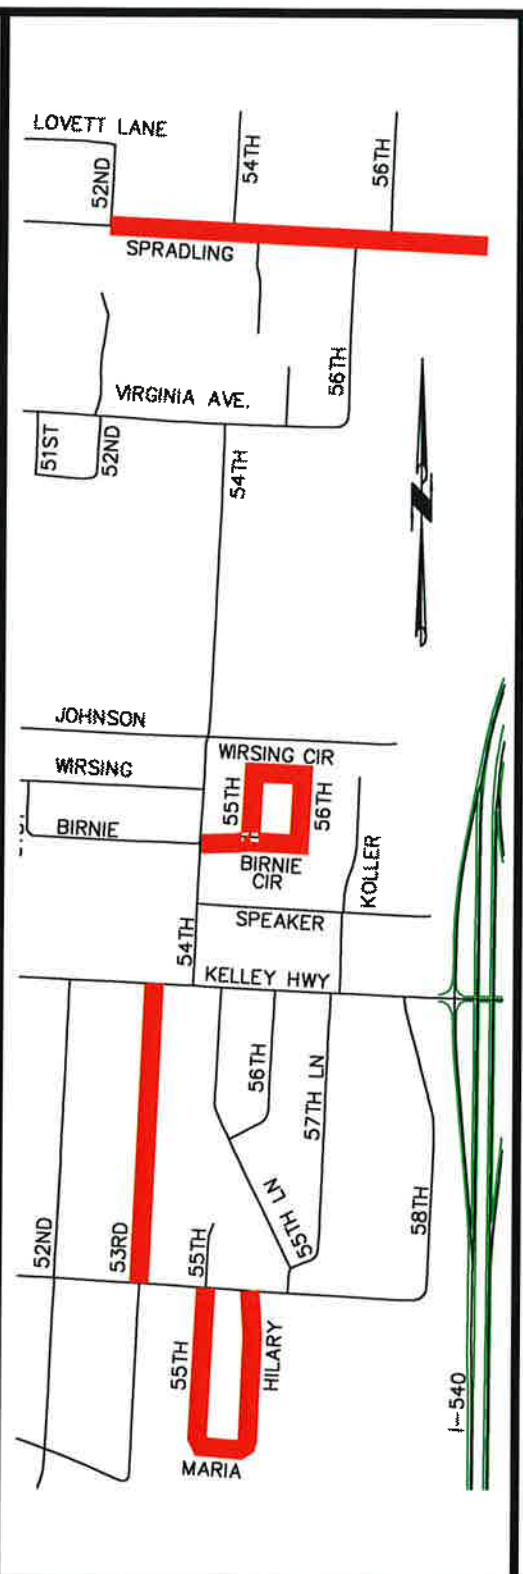 LOVETT LANE
52ND
54TH
56TH
SPRADLING
56TH
VIRGINIA AVE.
51ST
52ND
54TH
N
JOHNSON
WIRSING CIR
WIRSING
55TH
56TH
BIRNIE
BIRNIE
CIR
KOLLER
SPEAKER
54TH
KELLEY HWY
56TH
57TH LN
55TH LN
58TH
52ND
53RD
55TH
55TH
HILARY
MARIA
I-540